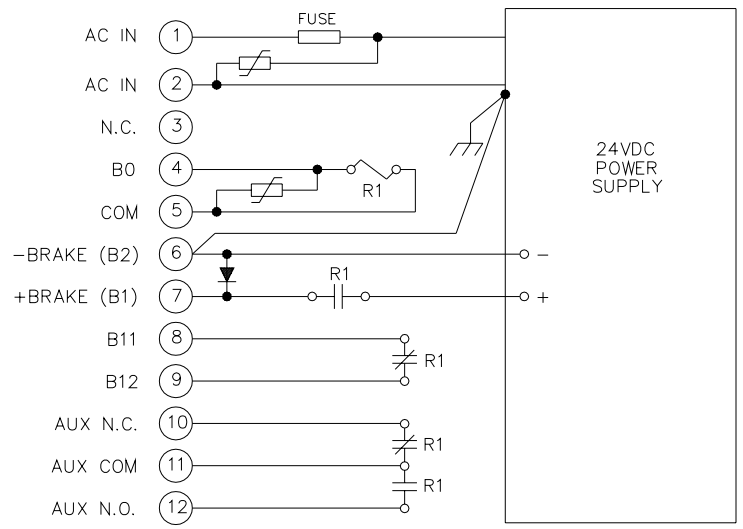 FUSE
AC IN 1
AC IN 2
N.C. 3
B0 4
R1
COM 5
-BRAKE (B2) 6
-
R1
+BRAKE (B1) 7
+
B11 8
R1
B12 9
AUX N.C. 10
R1
AUX COM 11
R1
AUX N.O. 12
24VDC
POWER
SUPPLY